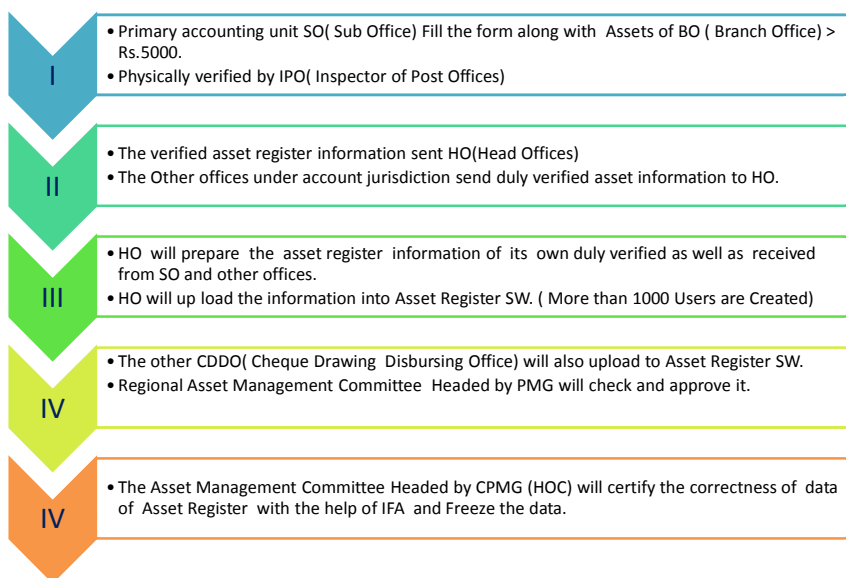 I
• Primary accounting unit SO( Sub Office) Fill the form along with Assets of BO ( Branch Office) >
Rs.5000.
• Physically verified by IPO( Inspector of Post Offices)
II
• The verified asset register information sent HO(Head Offices)
• The Other offices under account jurisdiction send duly verified asset information to HO.
III
• HO will prepare the asset register information of its own duly verified as well as received
from SO and other offices.
• HO will up load the information into Asset Register SW. ( More than 1000 Users are Created)
IV
• The other CDDO( Cheque Drawing Disbursing Office) will also upload to Asset Register SW.
• Regional Asset Management Committee Headed by PMG will check and approve it.
IV
• The Asset Management Committee Headed by CPMG (HOC) will certify the correctness of data
of Asset Register with the help of IFA and Freeze the data.